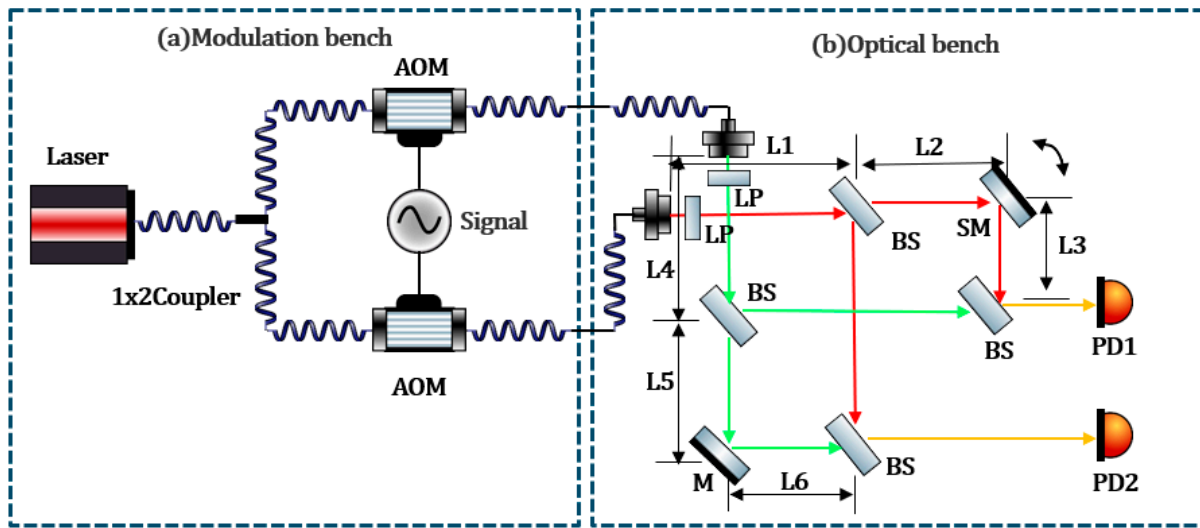 (a)Modulation bench
(b)Optical bench
AOM
Laser
L1
L2
LP
LP
BS
SM
L3
Signal
L4
1x2Coupler
BS
BS
PD1
AOM
L5
M
L6
BS
PD2